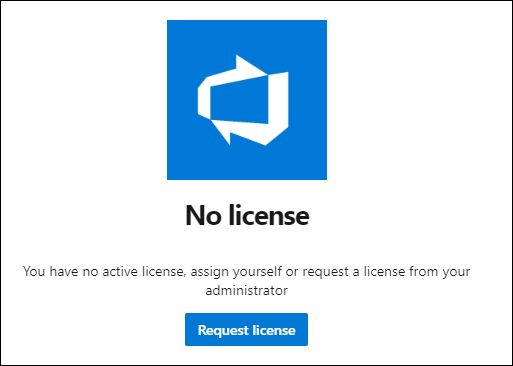 No license
You have no active license, assign yourself or request a license from your
administrator
Request license